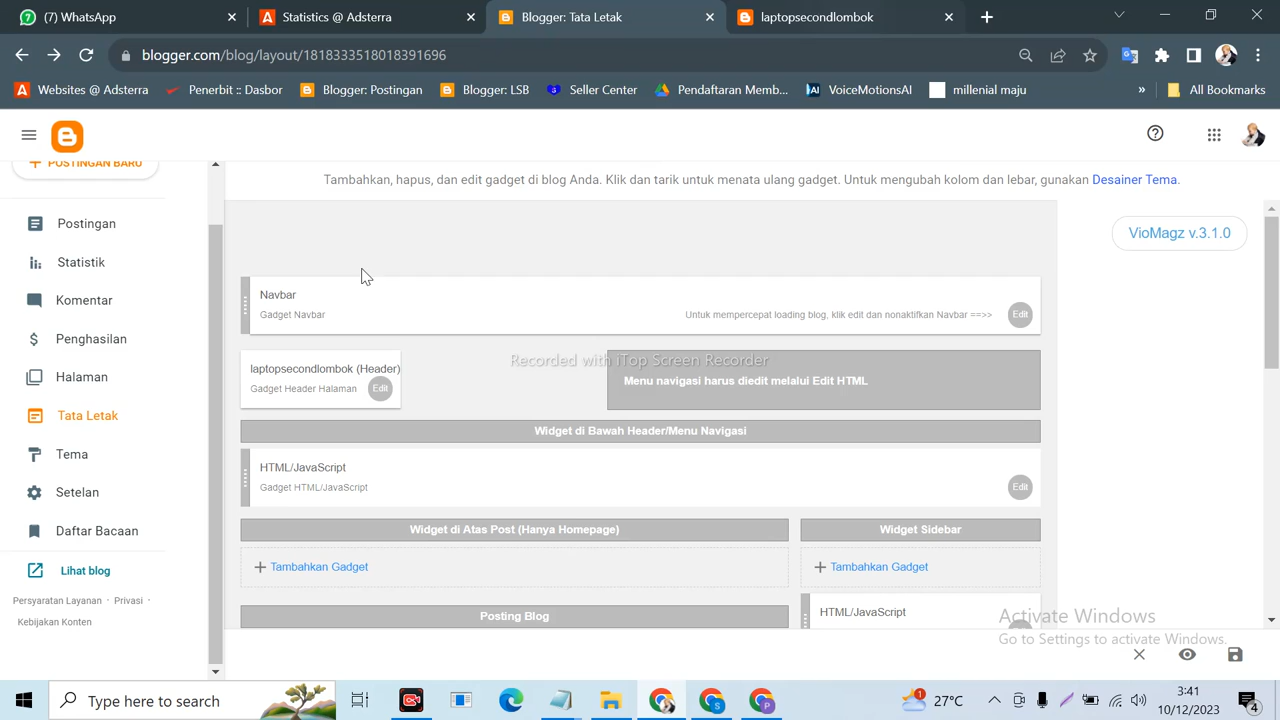 WhatsApp
Statistics @ Adsterra
Blogger: Tata Letak
laptopsecondlombok
blogger.com/blog/layout/1818333518018391696
Websites @ Adsterra
Penerbit :: Dasbor
Blogger: Postingan
Blogger: LSB
Seller Center
Pendaftaran Memb...
VoiceMotionsAI
millenial maju
»
All Bookmarks
POSTINGAN BARU
Tambahkan, hapus, dan edit gadget di blog Anda. Klik dan tarik untuk menata ulang gadget. Untuk mengubah kolom dan lebar, gunakan Desainer Tema.
Postingan
Statistik
Komentar
Penghasilan
Halaman
Tata Letak
Tema
Setelan
Daftar Bacaan
Lihat blog
Persyaratan Layanan · Privasi ·
Kebijakan Konten
VioMagz v.3.1.0
Navbar
Gadget Navbar
Untuk mempercepat loading blog, klik edit dan nonaktifkan Navbar ==>>
Edit
Recorded with iTop Screen Recorder
laptopsecondlombok (Header)
Gadget Header Halaman
Edit
Menu navigasi harus diedit melalui Edit HTML
Widget di Bawah Header/Menu Navigasi
HTML/JavaScript
Gadget HTML/JavaScript
Edit
Widget di Atas Post (Hanya Homepage)
Widget Sidebar
+ Tambahkan Gadget
+ Tambahkan Gadget
Posting Blog
HTML/JavaScript
Activate Windows
Go to Settings to activate Windows.
Type here to search
27°C
3:41
10/12/2023
4